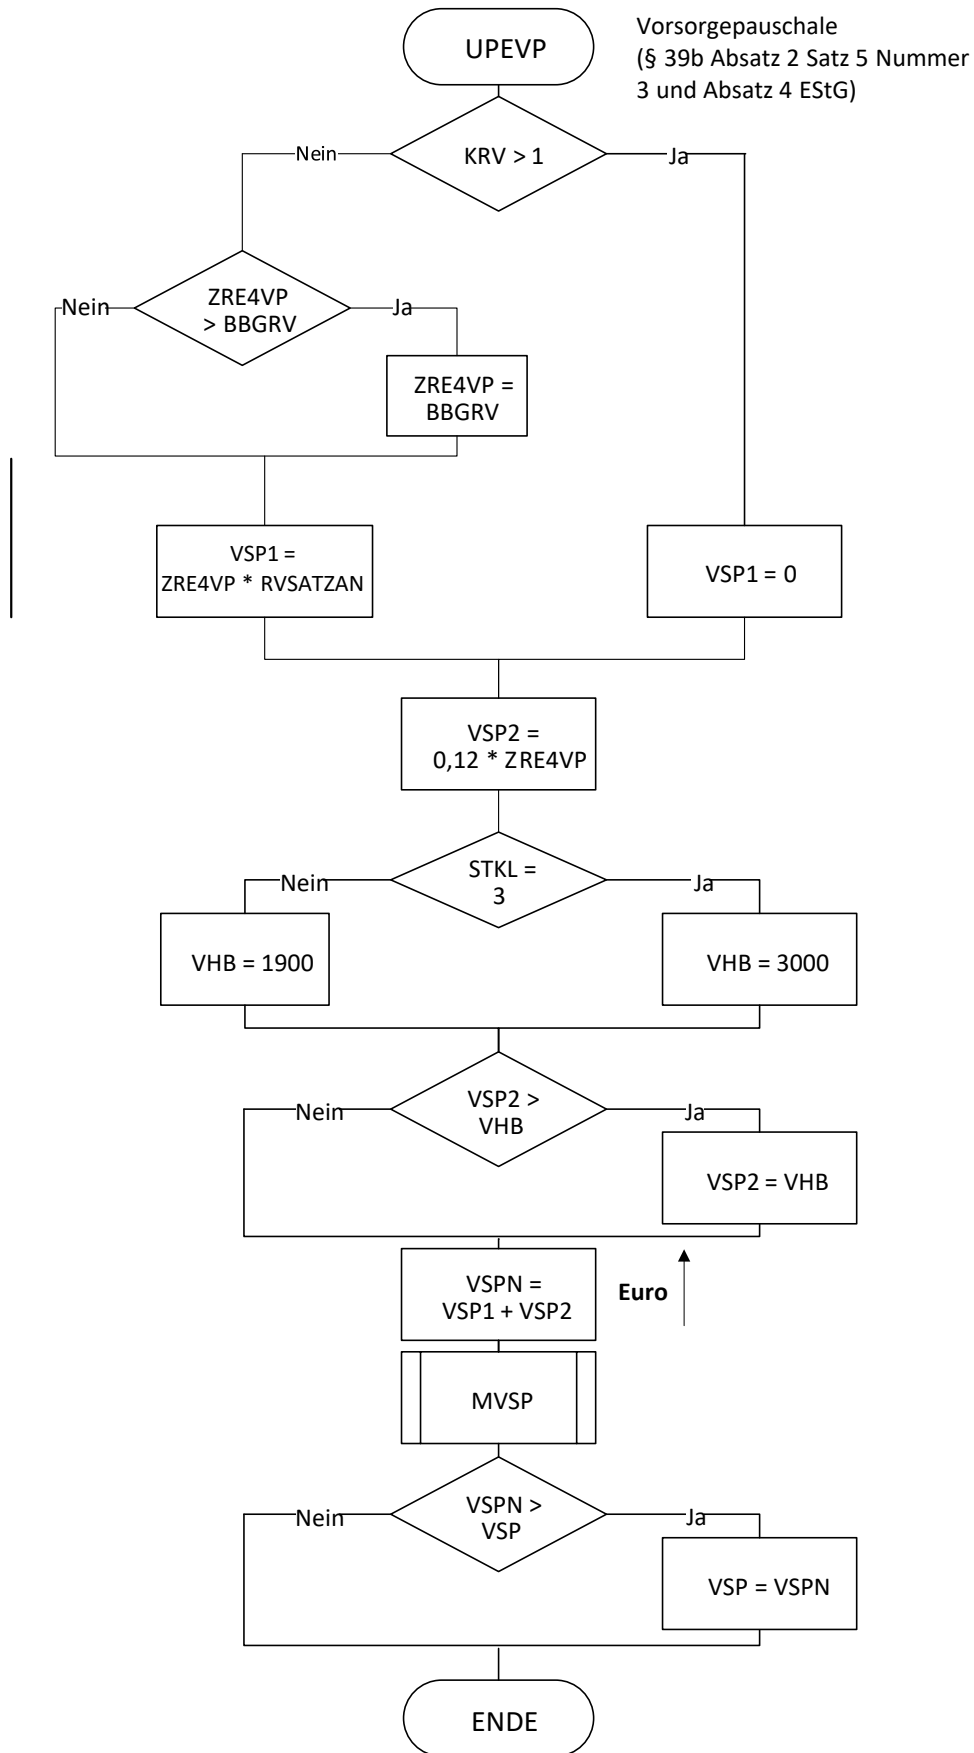 UPEVP
Vorsorgepauschale
(§ 39b Absatz 2 Satz 5 Nummer
3 und Absatz 4 EStG)
Nein
KRV > 1
Ja
Nein
ZRE4VP
> BBGRV
Ja
ZRE4VP =
BBGRV
VSP1 =
ZRE4VP * RVSATZAN
VSP1 = 0
VSP2 =
0,12 * ZRE4VP
Nein
STKL =
3
Ja
VHB = 1900
VHB = 3000
Nein
VSP2 >
VHB
Ja
VSP2 = VHB
VSPN =
VSP1 + VSP2
Euro
MVSP
Nein
VSPN >
VSP
Ja
VSP = VSPN
ENDE